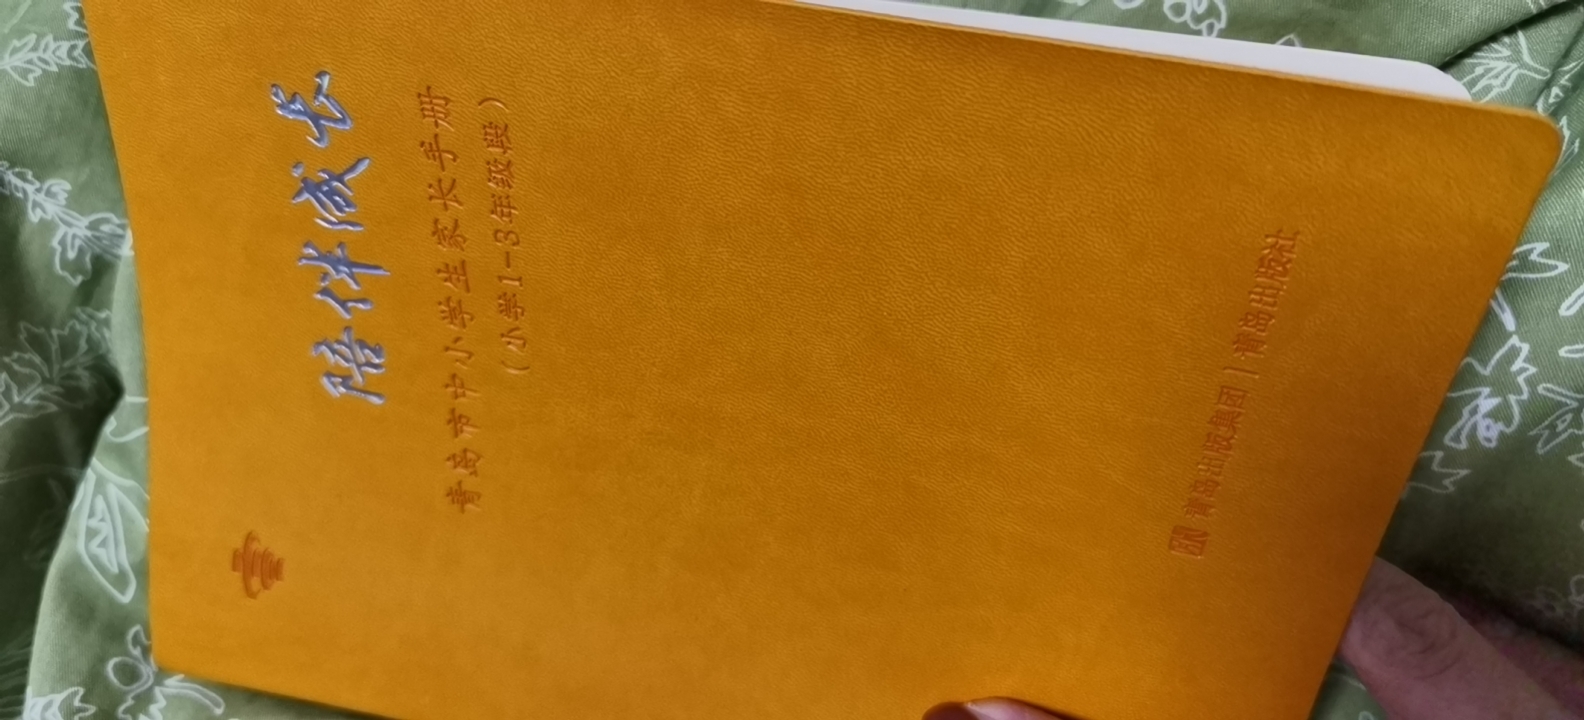 陪伴成长
青岛市中小学生家长手册
（小学1-3年级段）
青岛出版集团|青岛出版社